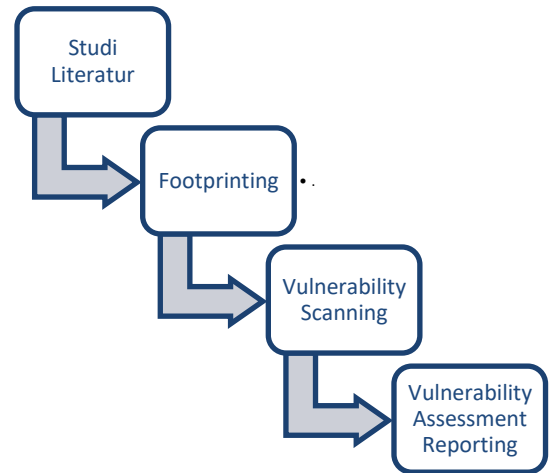 Studi
Literatur
Footprinting
• .
Vulnerability
Scanning
Vulnerability
Assessment
Reporting